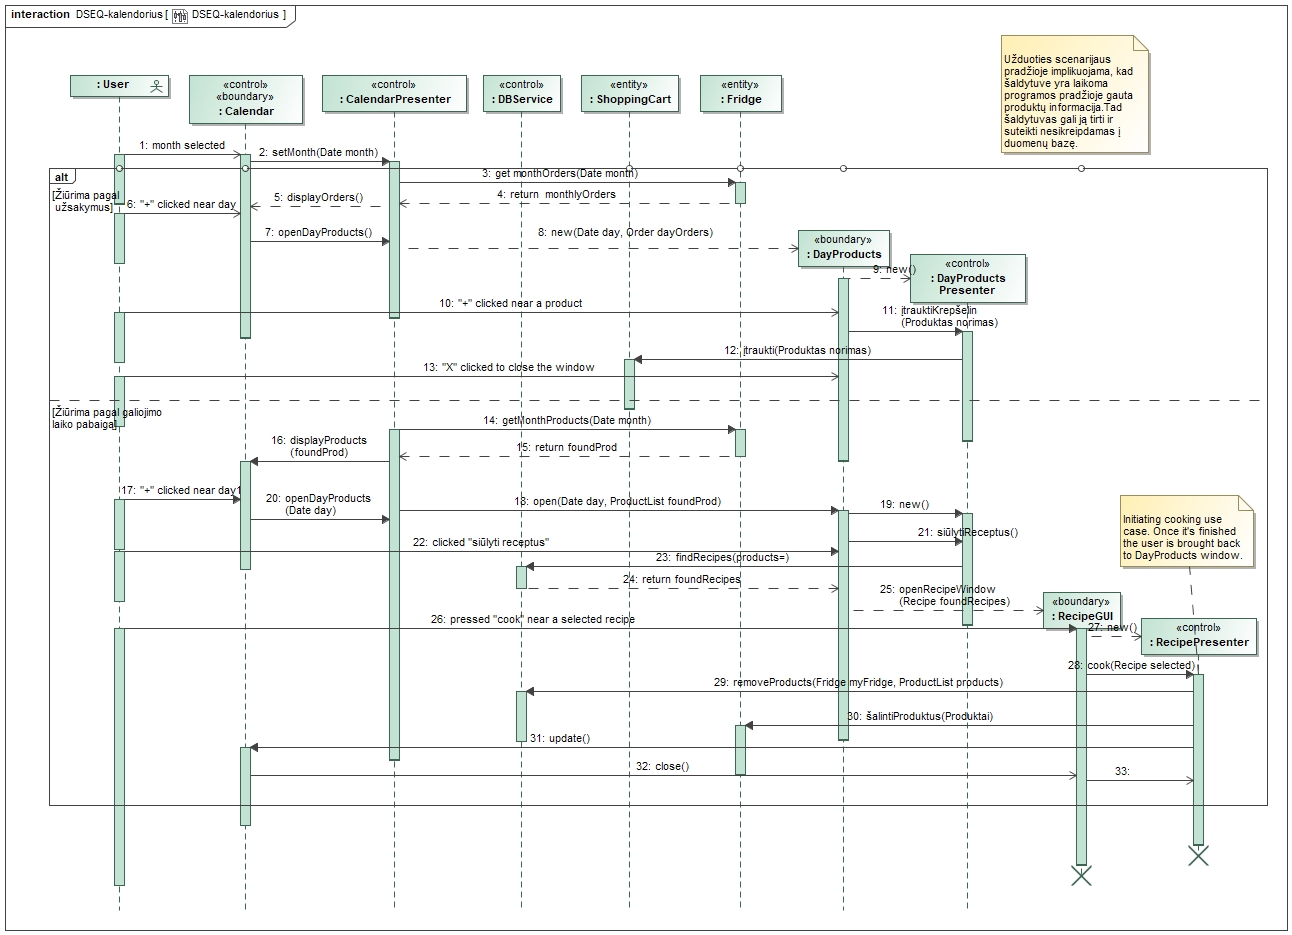 interaction DSEQ-kalendorius [ DSEQ-kalendorius ]
Užduoties scenarijaus
pradžioje implikuojama, kad
šaldytuve yra laikoma
programos pradžioje gauta
produktų informacija.Tad
šaldytuvas gali ją tirti ir
suteikti nesikreipdamas į
duomenų bazę.
: User
«control»
«boundary»
: Calendar
«control»
: CalendarPresenter
«control»
: DBService
«entity»
: ShoppingCart
«entity»
: Fridge
1: month selected
2: setMonth(Date month)
alt
3: get monthOrders(Date month)
[Žiūrima pagal
užsakymus]
4: return monthlyOrders
5: displayOrders()
6: "+" clicked near day
7: openDayProducts()
8: new(Date day, Order dayOrders)
«boundary»
: DayProducts
9: new()
«control»
: DayProducts
Presenter
10: "+" clicked near a product
11: įtrauktiKrepšelin
(Produktas norimas)
12: įtraukti(Produktas norimas)
13: "X" clicked to close the window
[Žiūrima pagal galiojimo
laiko pabaigą]
14: getMonthProducts(Date month)
15: return foundProd
16: displayProducts
(foundProd)
17: "+" clicked near day1
18: open(Date day, ProductList foundProd)
19: new()
20: openDayProducts
(Date day)
21: siūlytiReceptus()
22: clicked "siūlyti receptus"
Initiating cooking use
case. Once it's finished
the user is brought back
to DayProducts window.
23: findRecipes(products=)
24: return foundRecipes
25: openRecipeWindow
(Recipe foundRecipes)
«boundary»
: RecipeGUI
26: pressed "cook" near a selected recipe
27: new()
«control»
: RecipePresenter
28: cook(Recipe selected)
29: removeProducts(Fridge myFridge, ProductList products)
30: šalintiProduktus(Produktai)
31: update()
32: close()
33: